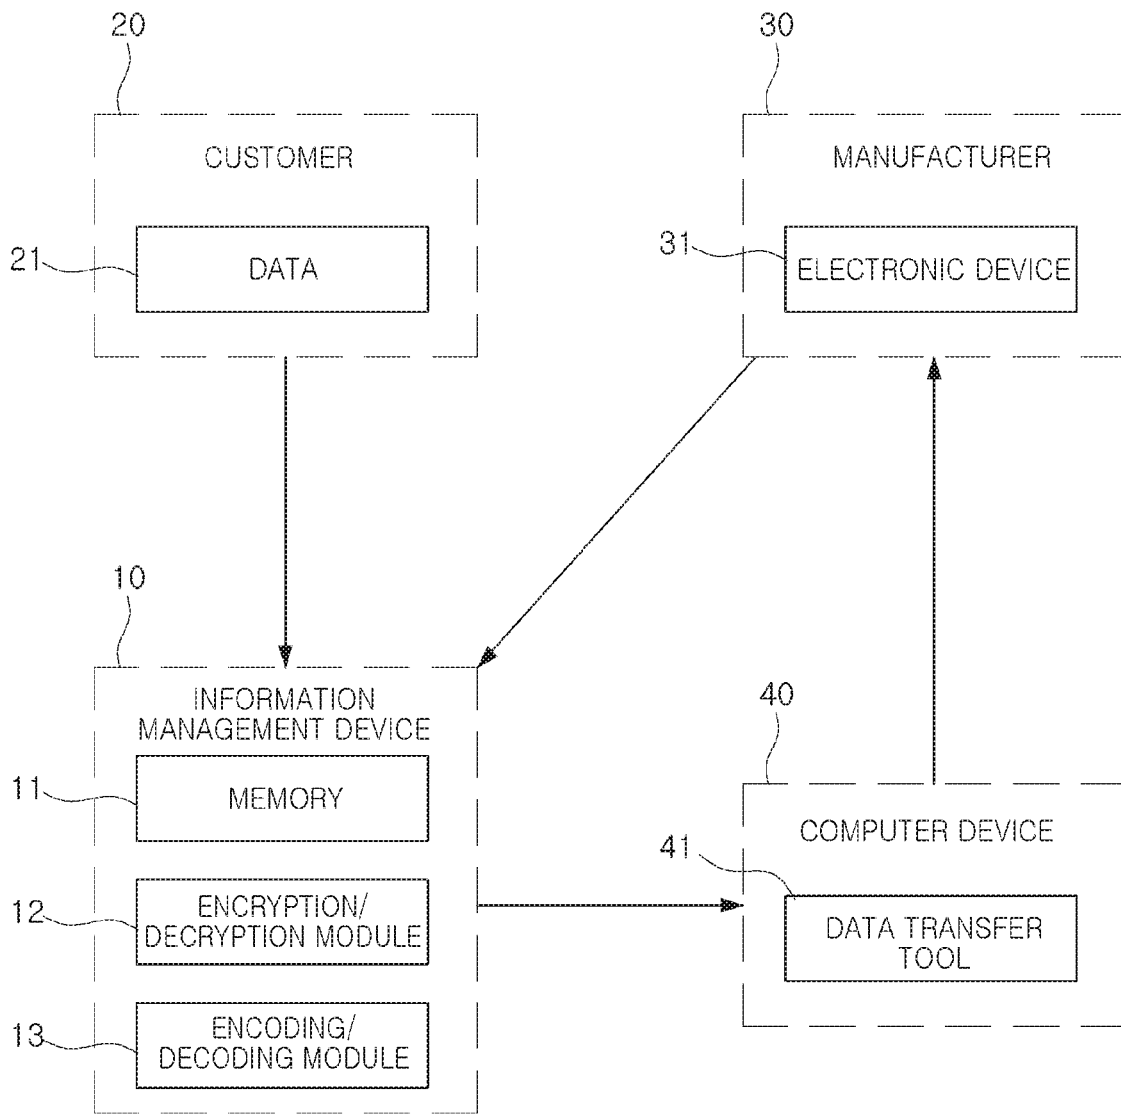 20
30
CUSTOMER
MANUFACTURER
21
DATA
31
ELECTRONIC DEVICE
10
INFORMATION
MANAGEMENT DEVICE
40
11
MEMORY
COMPUTER DEVICE
41
12
ENCRYPTION/
DECRYPTION MODULE
DATA TRANSFER
TOOL
13
ENCODING/
DECODING MODULE